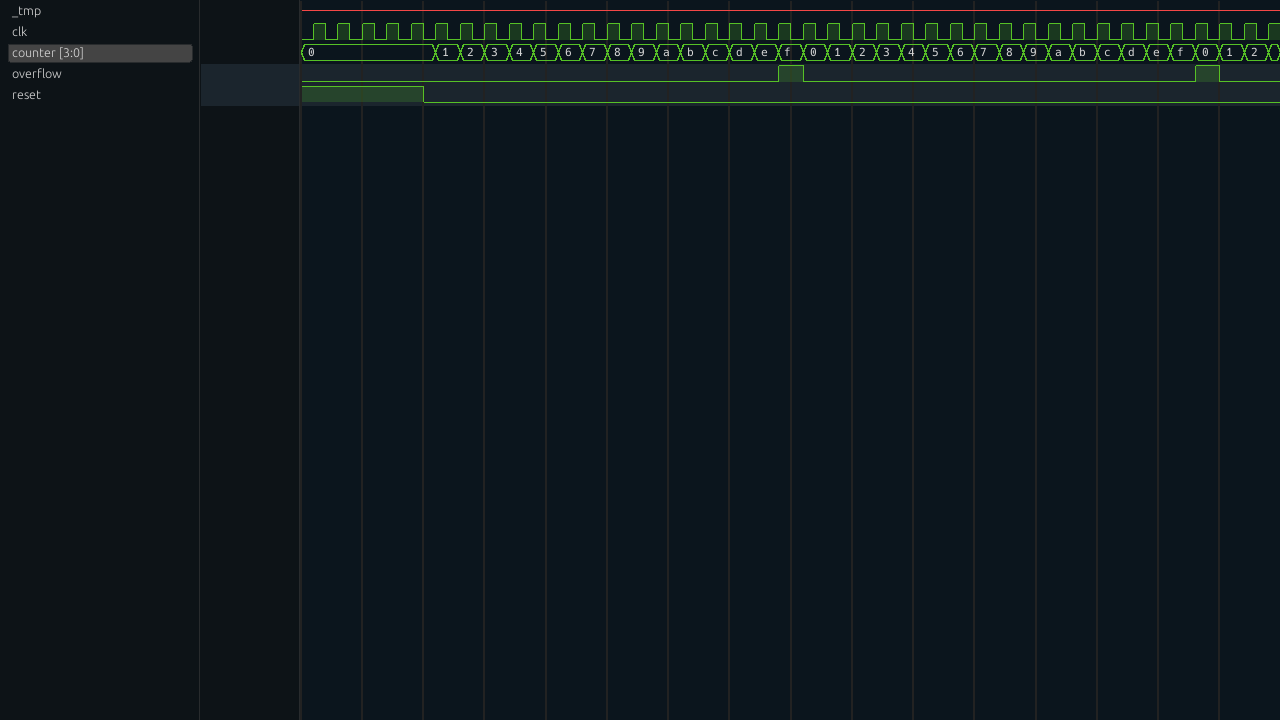 _tmp
clk
counter [3:0]
0 1 2 3 4 5 6 7 8 9 a b c d e f 0 1 2 3 4 5 6 7 8 9 a b c d e f 0 1 2
overflow
reset